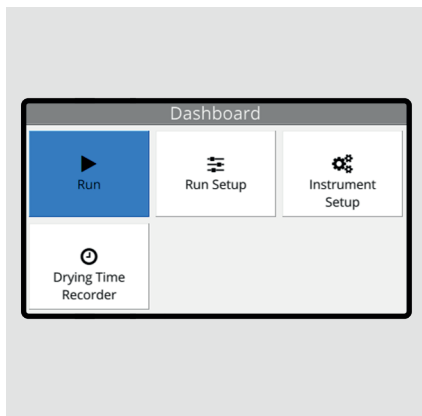 Dashboard
Run
Run Setup
Instrument
Setup
Drying Time
Recorder